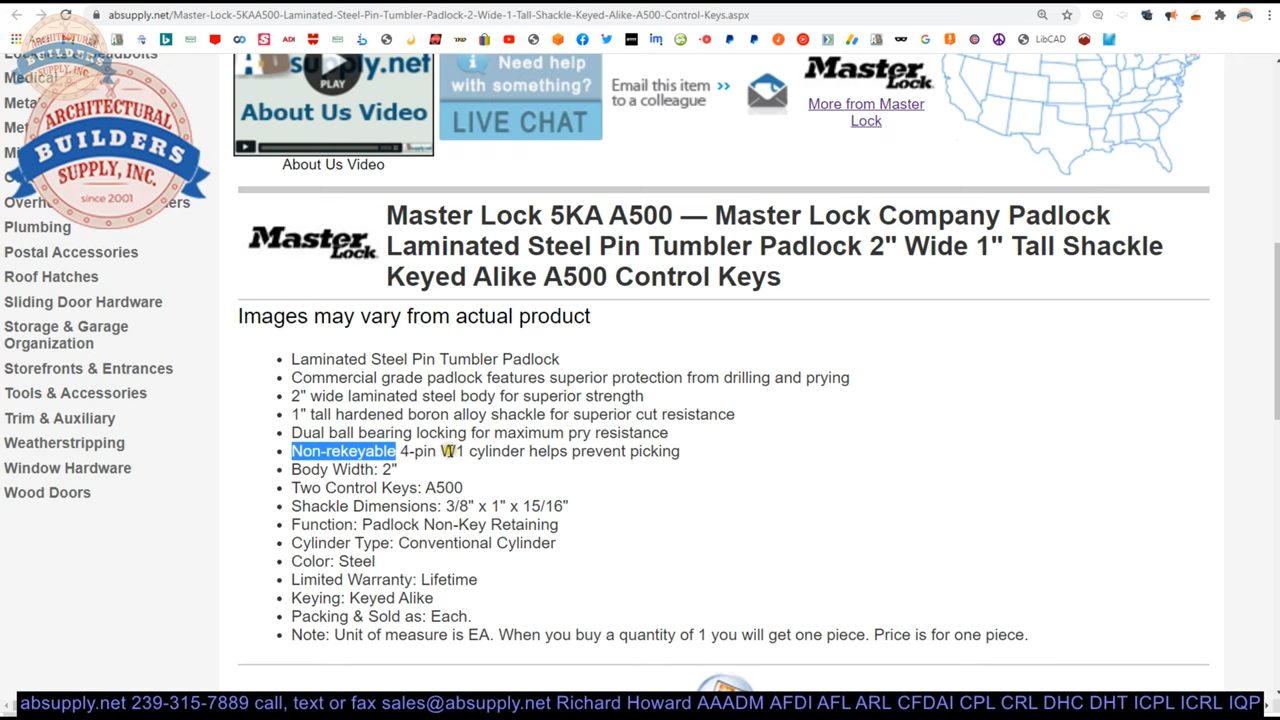 absupply.net/Master-Lock-5KAA500-Laminated-Steel-Pin-Tumbler-Padlock-2-Wide-1-Tall-Shackle-Keyed-Alike-A500-Control-Keys.aspx
LibCAD
Medical
Overhead
Plumbing
Postal Accessories
Roof Hatches
Sliding Door Hardware
Storage & Garage
Organization
Storefronts & Entrances
Tools & Accessories
Trim & Auxiliary
Weatherstripping
Window Hardware
Wood Doors
ARCHITECTURAL
BUILDERS
SUPPLY, INC.
since 2001
supply.net
PLAY
About Us Video
About Us Video
Need help
with something?
LIVE CHAT
Email this item >>
to a colleague
Master Lock
More from Master
Lock
Master Lock
Master Lock 5KA A500 — Master Lock Company Padlock
Laminated Steel Pin Tumbler Padlock 2" Wide 1" Tall Shackle
Keyed Alike A500 Control Keys
Images may vary from actual product
• Laminated Steel Pin Tumbler Padlock
• Commercial grade padlock features superior protection from drilling and prying
• 2" wide laminated steel body for superior strength
• 1" tall hardened boron alloy shackle for superior cut resistance
• Dual ball bearing locking for maximum pry resistance
• Non-rekeyable 4-pin W1 cylinder helps prevent picking
• Body Width: 2"
• Two Control Keys: A500
• Shackle Dimensions: 3/8" x 1" x 15/16"
• Function: Padlock Non-Key Retaining
• Cylinder Type: Conventional Cylinder
• Color: Steel
• Limited Warranty: Lifetime
• Keying: Keyed Alike
• Packing & Sold as: Each.
• Note: Unit of measure is EA. When you buy a quantity of 1 you will get one piece. Price is for one piece.
absupply.net 239-315-7889 call, text or fax sales@absupply.net Richard Howard AAADM AFDI AFL ARL CFDAI CPL CRL DHC DHT ICPL ICRL IQP